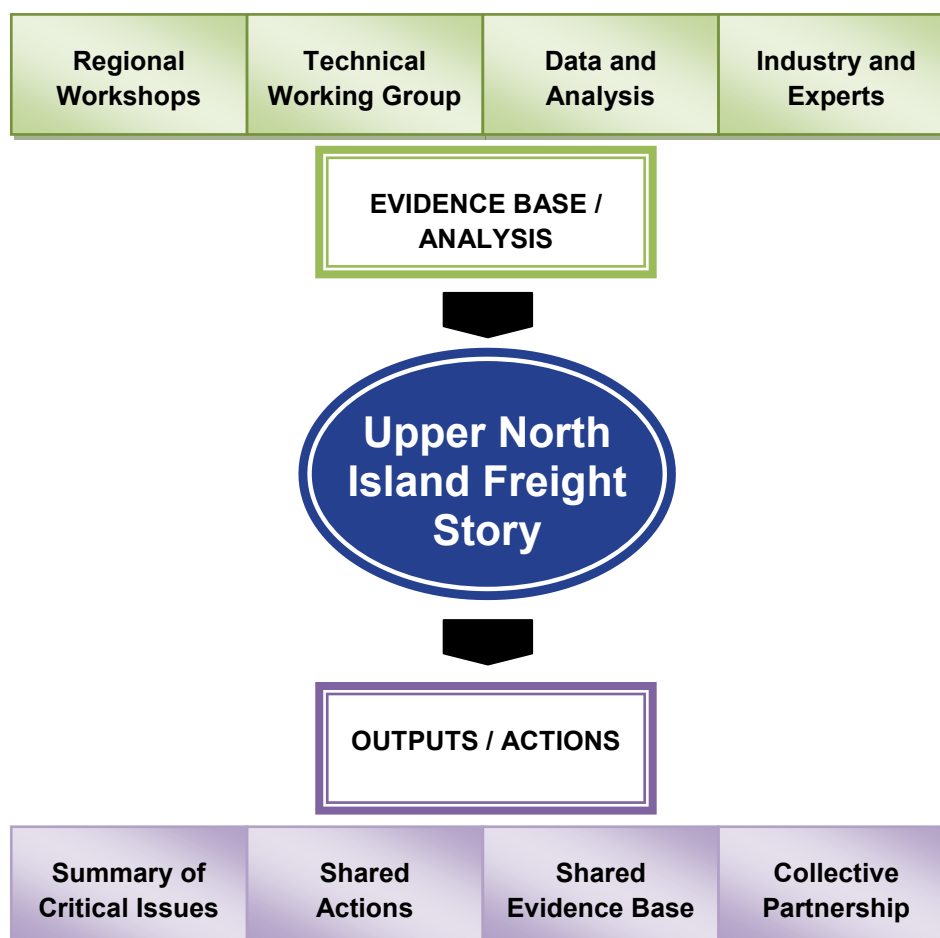 Regional
Workshops
Technical
Working Group
Data and
Analysis
Industry and
Experts
EVIDENCE BASE /
ANALYSIS
Upper North
Island Freight
Story
OUTPUTS / ACTIONS
Summary of
Critical Issues
Shared
Actions
Shared
Evidence Base
Collective
Partnership